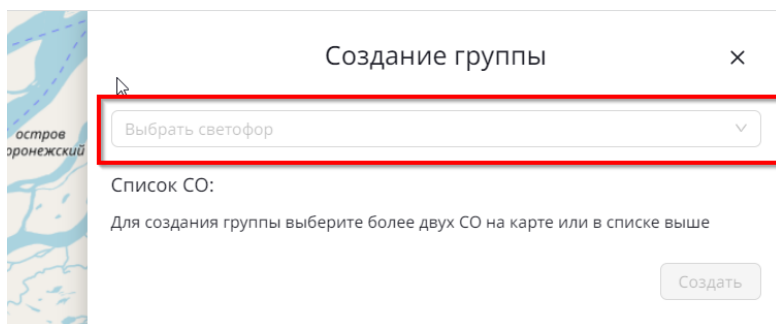 Создание группы
Выбрать светофор
остров
оронежский
Список СО:
Для создания группы выберите более двух СО на карте или в списке выше
Создать